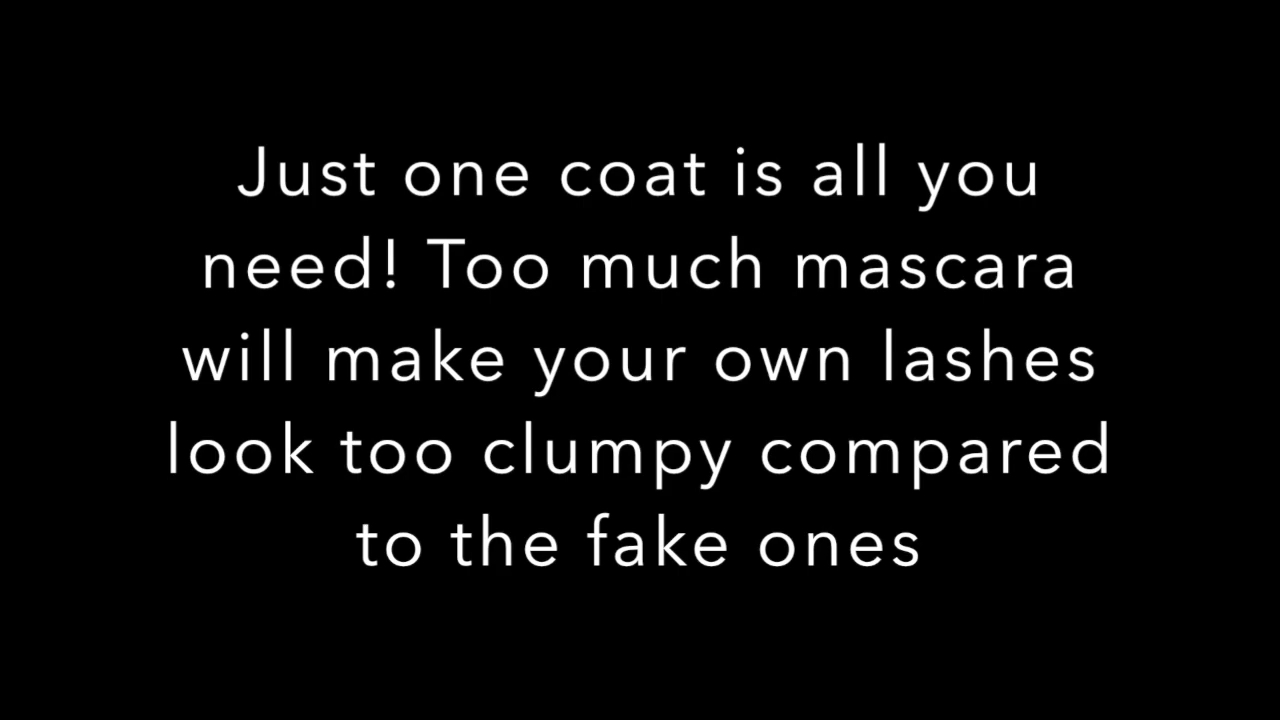 Just one coat is all you
need! Too much mascara
will make your own lashes
look too clumpy compared
to the fake ones